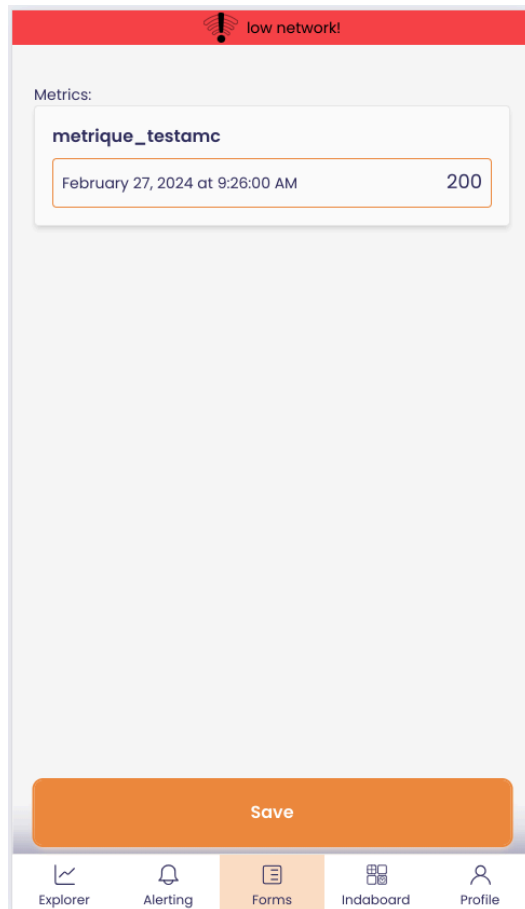 low network!
Metrics:
metrique_testamc
February 27, 2024 at 9:26:00 AM 200
Save
Explorer Alerting Forms Indaboard Profile